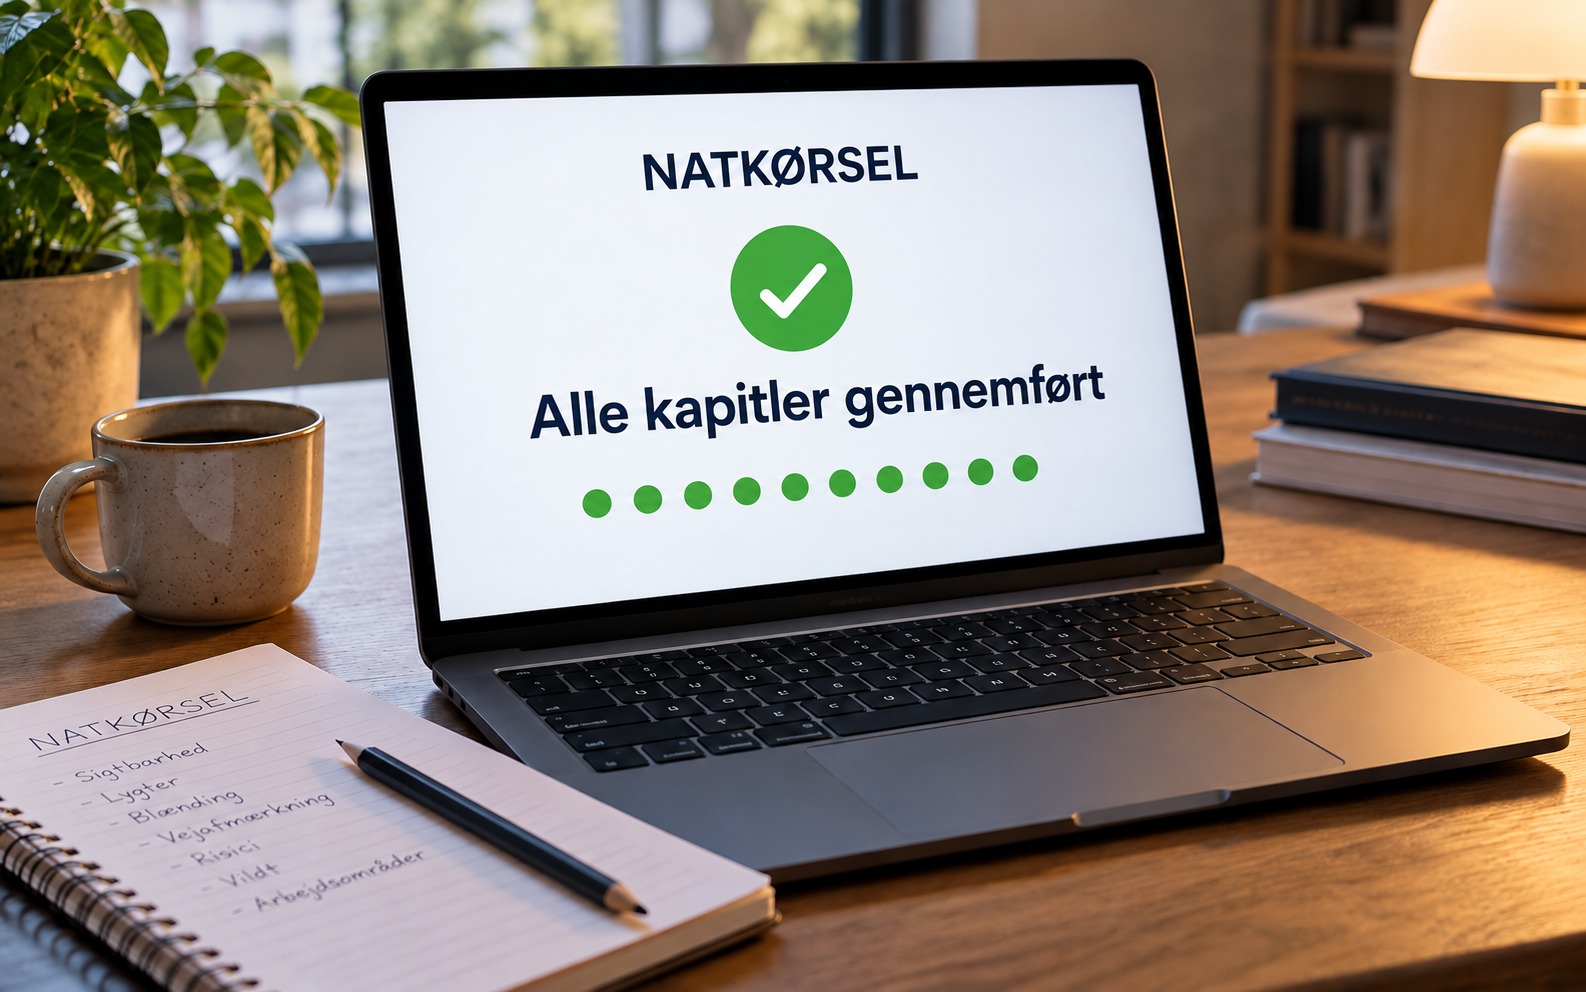 NATKØRSEL
Alle kapitler gennemført
NATKØRSEL
- Sigtbarhed
- Lygter
- Blænding
- Vejafmærkning
- Risici
- Vildt
- Arbejdsområder